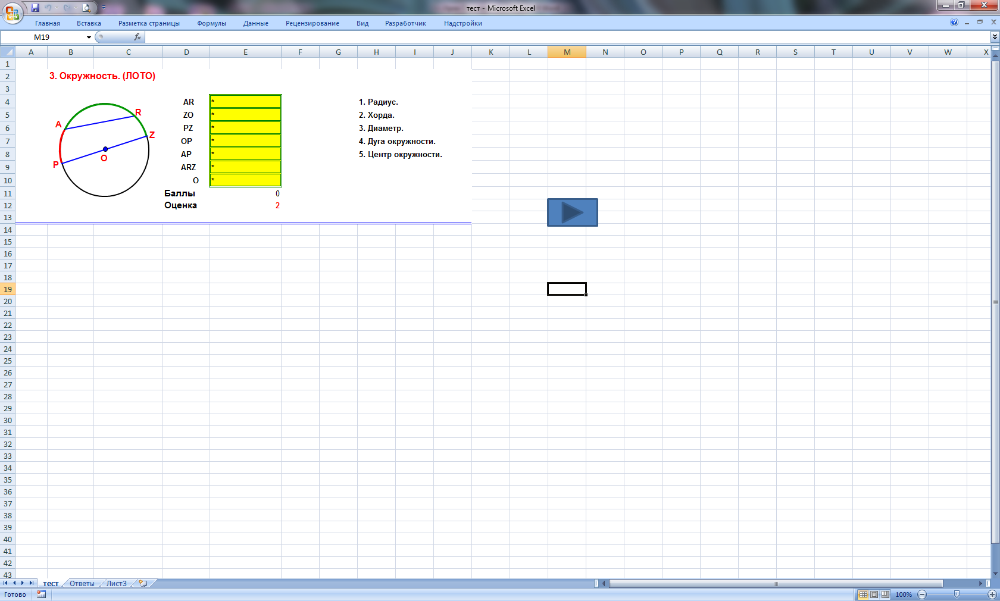 тест - Microsoft Excel
Главная Вставка Разметка страницы Формулы Данные Рецензирование Вид Разработчик Надстройки
M19 fx
A B C D E F G H I J K L M N O P Q R S T U V W X
1
2 3. Окружность. (ЛОТО)
3
4 AR * 1. Радиус.
5 R ZO * 2. Хорда.
6 A PZ * 3. Диаметр.
7 Z OP * 4. Дуга окружности.
8 O AP * 5. Центр окружности.
9 P ARZ *
10 O *
11 Баллы 0
12 Оценка 2
13
14
15
16
17
18
19
20
21
22
23
24
25
26
27
28
29
30
31
32
33
34
35
36
37
38
39
40
41
42
43
тест Ответы Лист3
Готово 100%